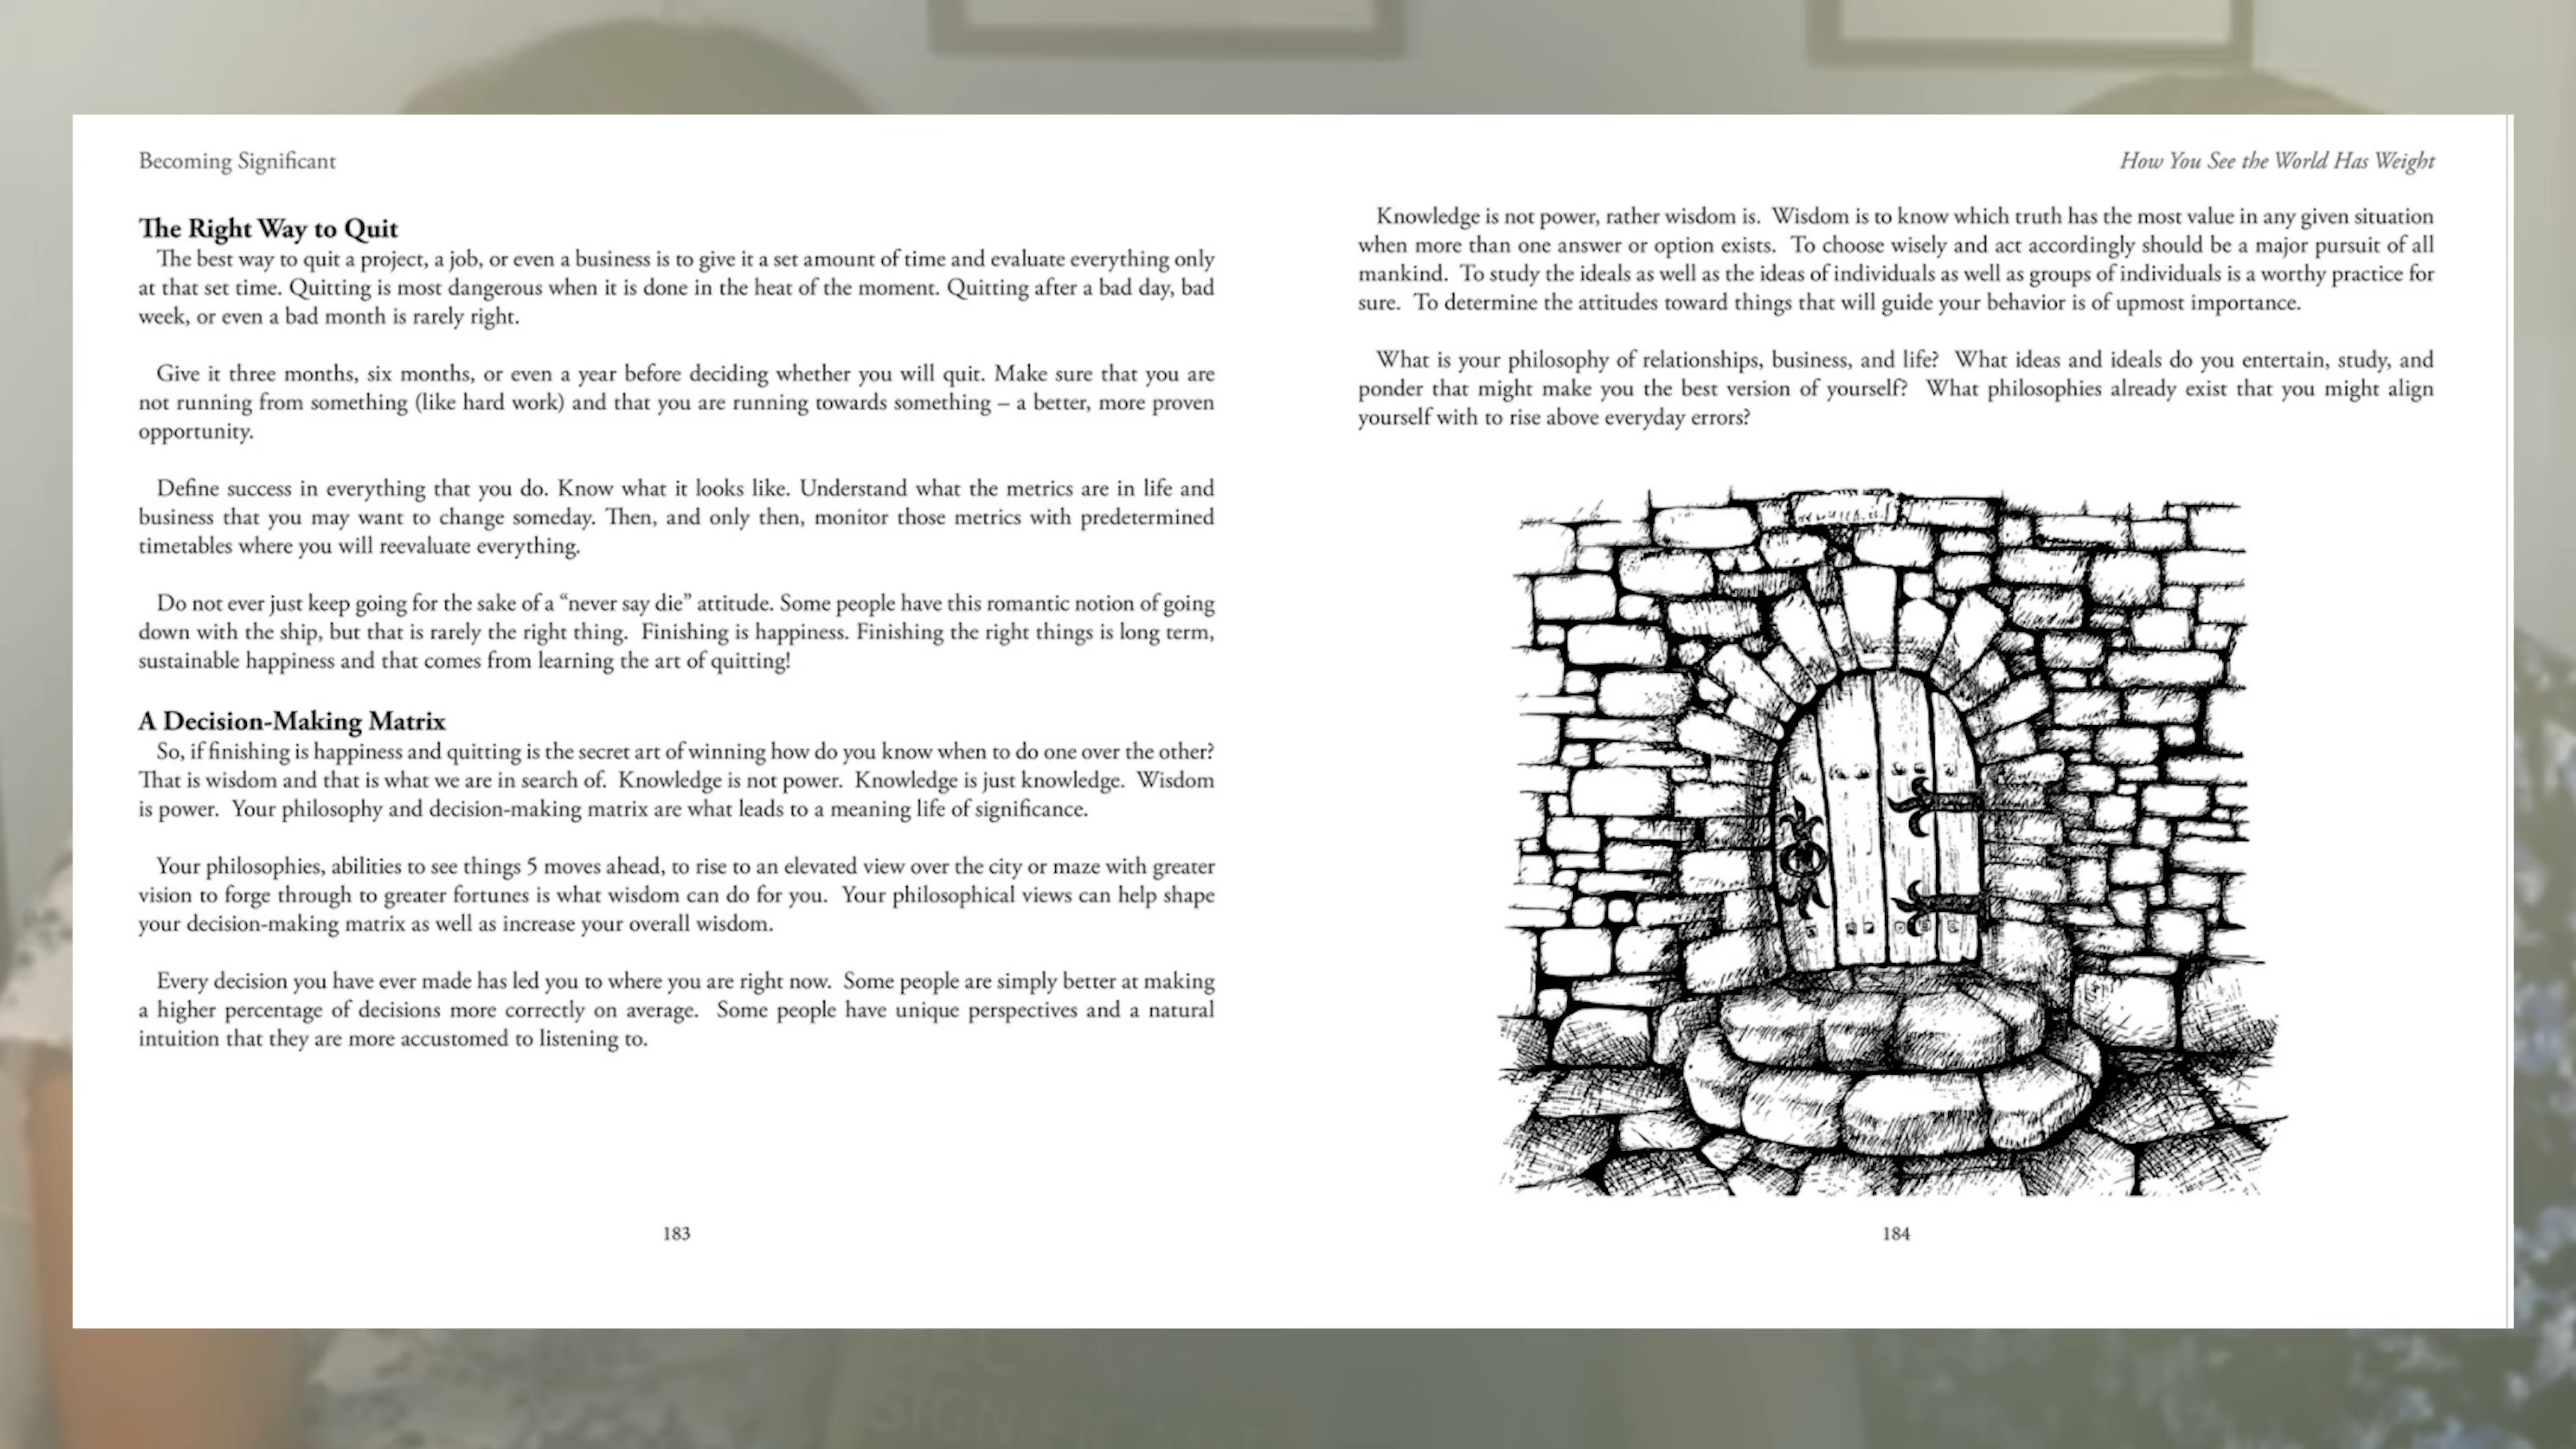 Becoming Significant
The Right Way to Quit
The best way to quit a project, a job, or even a business is to give it a set amount of time and evaluate everything only
at that set time. Quitting is most dangerous when it is done in the heat of the moment. Quitting after a bad day, bad
week, or even a bad month is rarely right.
Give it three months, six months, or even a year before deciding whether you will quit. Make sure that you are
not running from something (like hard work) and that you are running towards something – a better, more proven
opportunity.
Define success in everything that you do. Know what it looks like. Understand what the metrics are in life and
business that you may want to change someday. Then, and only then, monitor those metrics with predetermined
timetables where you will reevaluate everything.
Do not ever just keep going for the sake of a “never say die” attitude. Some people have this romantic notion of going
down with the ship, but that is rarely the right thing.  Finishing is happiness. Finishing the right things is long term,
sustainable happiness and that comes from learning the art of quitting!
A Decision-Making Matrix
So, if finishing is happiness and quitting is the secret art of winning how do you know when to do one over the other?
That is wisdom and that is what we are in search of.  Knowledge is not power.  Knowledge is just knowledge.  Wisdom
is power.  Your philosophy and decision-making matrix are what leads to a meaning life of significance.
Your philosophies, abilities to see things 5 moves ahead, to rise to an elevated view over the city or maze with greater
vision to forge through to greater fortunes is what wisdom can do for you.  Your philosophical views can help shape
your decision-making matrix as well as increase your overall wisdom.
Every decision you have ever made has led you to where you are right now.  Some people are simply better at making
a higher percentage of decisions more correctly on average.  Some people have unique perspectives and a natural
intuition that they are more accustomed to listening to.
183
How You See the World Has Weight
Knowledge is not power, rather wisdom is.  Wisdom is to know which truth has the most value in any given situation
when more than one answer or option exists.  To choose wisely and act accordingly should be a major pursuit of all
mankind.  To study the ideals as well as the ideas of individuals as well as groups of individuals is a worthy practice for
sure.  To determine the attitudes toward things that will guide your behavior is of upmost importance.
What is your philosophy of relationships, business, and life?  What ideas and ideals do you entertain, study, and
ponder that might make you the best version of yourself?  What philosophies already exist that you might align
yourself with to rise above everyday errors?
184